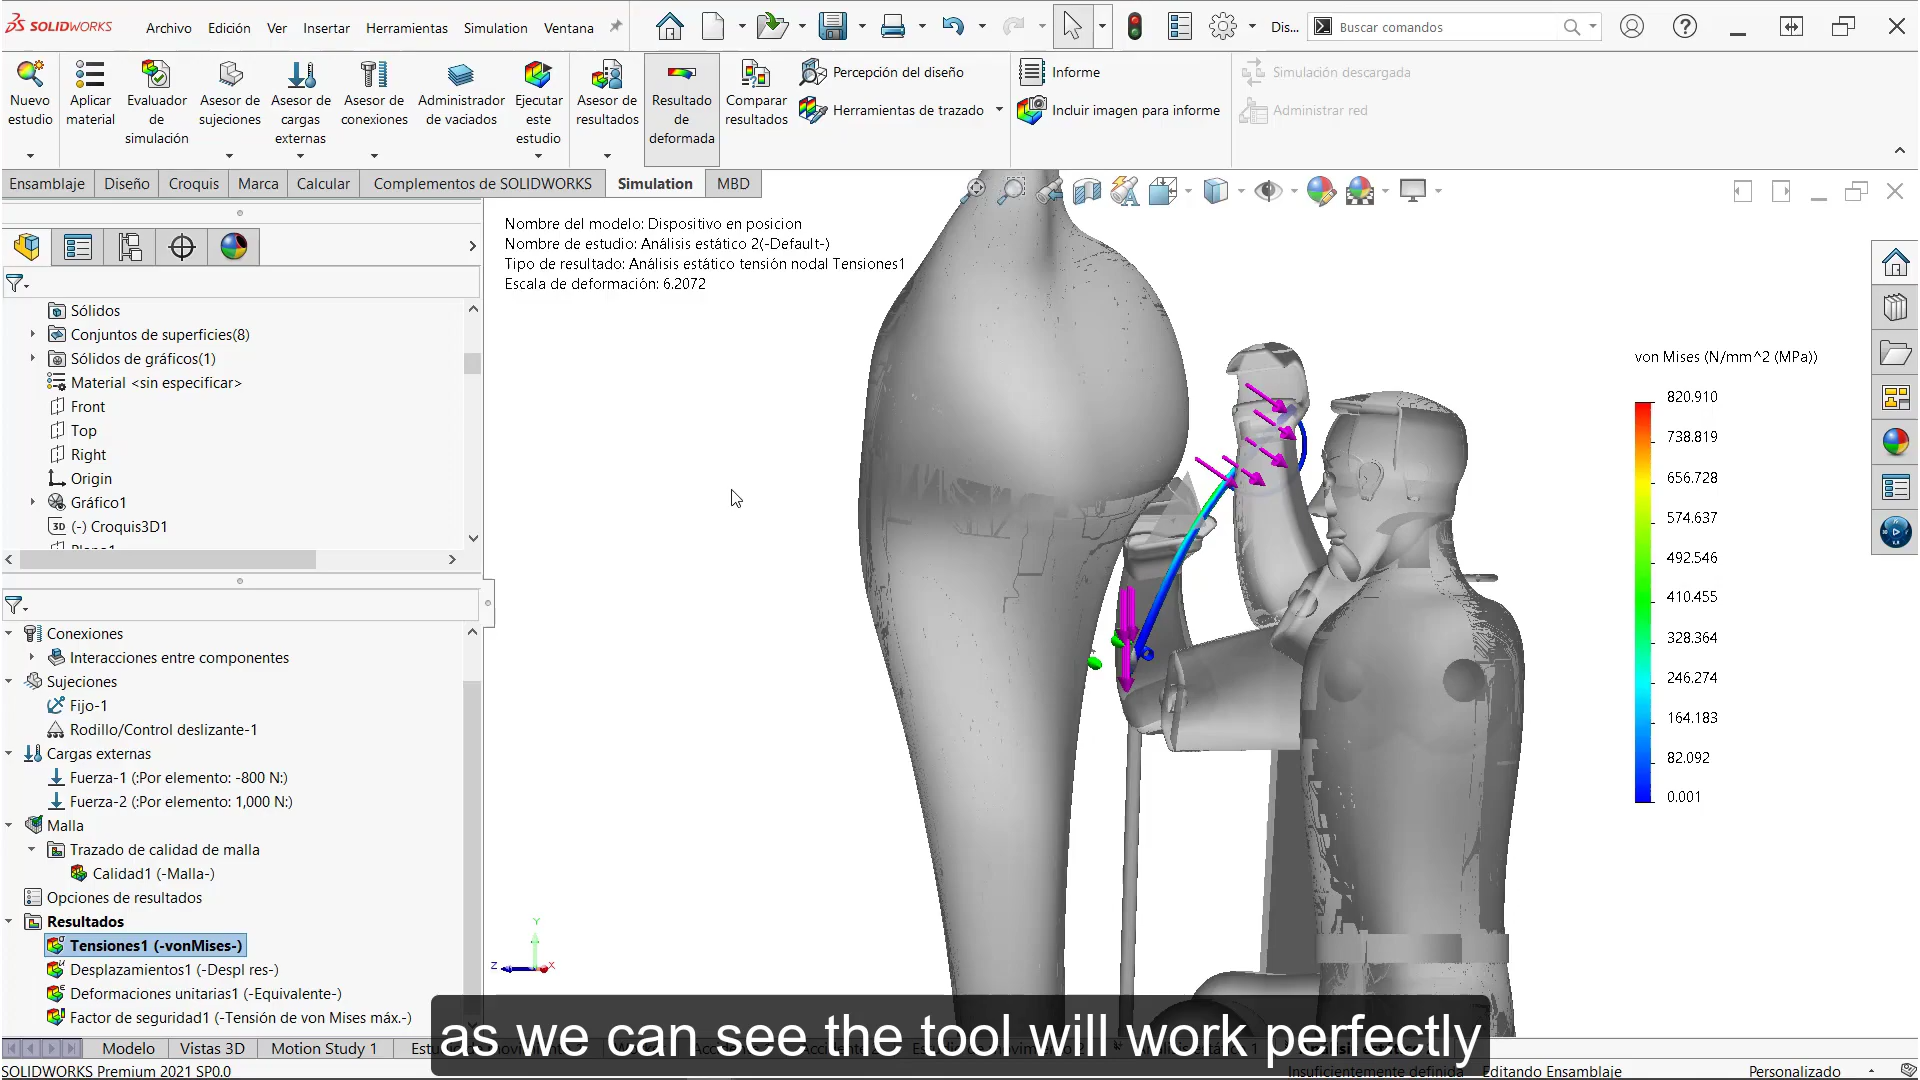 SOLIDWORKS
Archivo Edición Ver Insertar Herramientas Simulation Ventana
Dis...
Buscar comandos
Nuevo estudio
Aplicar material
Evaluador de simulación
Asesor de sujeciones
Asesor de cargas externas
Asesor de conexiones
Administrador de vaciados
Ejecutar este estudio
Asesor de resultados
Resultado de deformada
Comparar resultados
Percepción del diseño
Herramientas de trazado
Informe
Incluir imagen para informe
Simulación descargada
Administrar red
Ensamblaje Diseño Croquis Marca Calcular Complementos de SOLIDWORKS Simulation MBD
Nombre del modelo: Dispositivo en posicion
Nombre de estudio: Análisis estático 2(-Default-)
Tipo de resultado: Análisis estático tensión nodal Tensiones1
Escala de deformación: 6.2072
Sólidos
Conjuntos de superficies(8)
Sólidos de gráficos(1)
Material <sin especificar>
Front
Top
Right
Origin
Gráfico1
3D (-) Croquis3D1
Conexiones
Interacciones entre componentes
Sujeciones
Fijo-1
Rodillo/Control deslizante-1
Cargas externas
Fuerza-1 (:Por elemento: -800 N:)
Fuerza-2 (:Por elemento: 1,000 N:)
Malla
Trazado de calidad de malla
Calidad1 (-Malla-)
Opciones de resultados
Resultados
Tensiones1 (-vonMises-)
Desplazamientos1 (-Despl res-)
Deformaciones unitarias1 (-Equivalente-)
Factor de seguridad1 (-Tensión de von Mises máx.-)
von Mises (N/mm^2 (MPa))
820.910
738.819
656.728
574.637
492.546
410.455
328.364
246.274
164.183
82.092
0.001
Y
Z
X
as we can see the tool will work perfectly
Modelo Vistas 3D Motion Study 1
SOLIDWORKS Premium 2021 SP0.0
Insuficientemente definida Editando Ensamblaje Personalizado